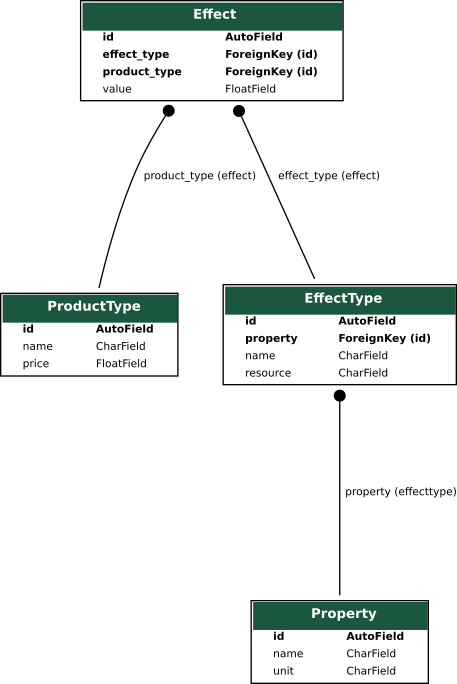 Effect
id AutoField
effect_type ForeignKey (id)
product_type ForeignKey (id)
value FloatField
product_type (effect) effect_type (effect)
ProductType
id AutoField
name CharField
price FloatField
EffectType
id AutoField
property ForeignKey (id)
name CharField
resource CharField
property (effecttype)
Property
id AutoField
name CharField
unit CharField